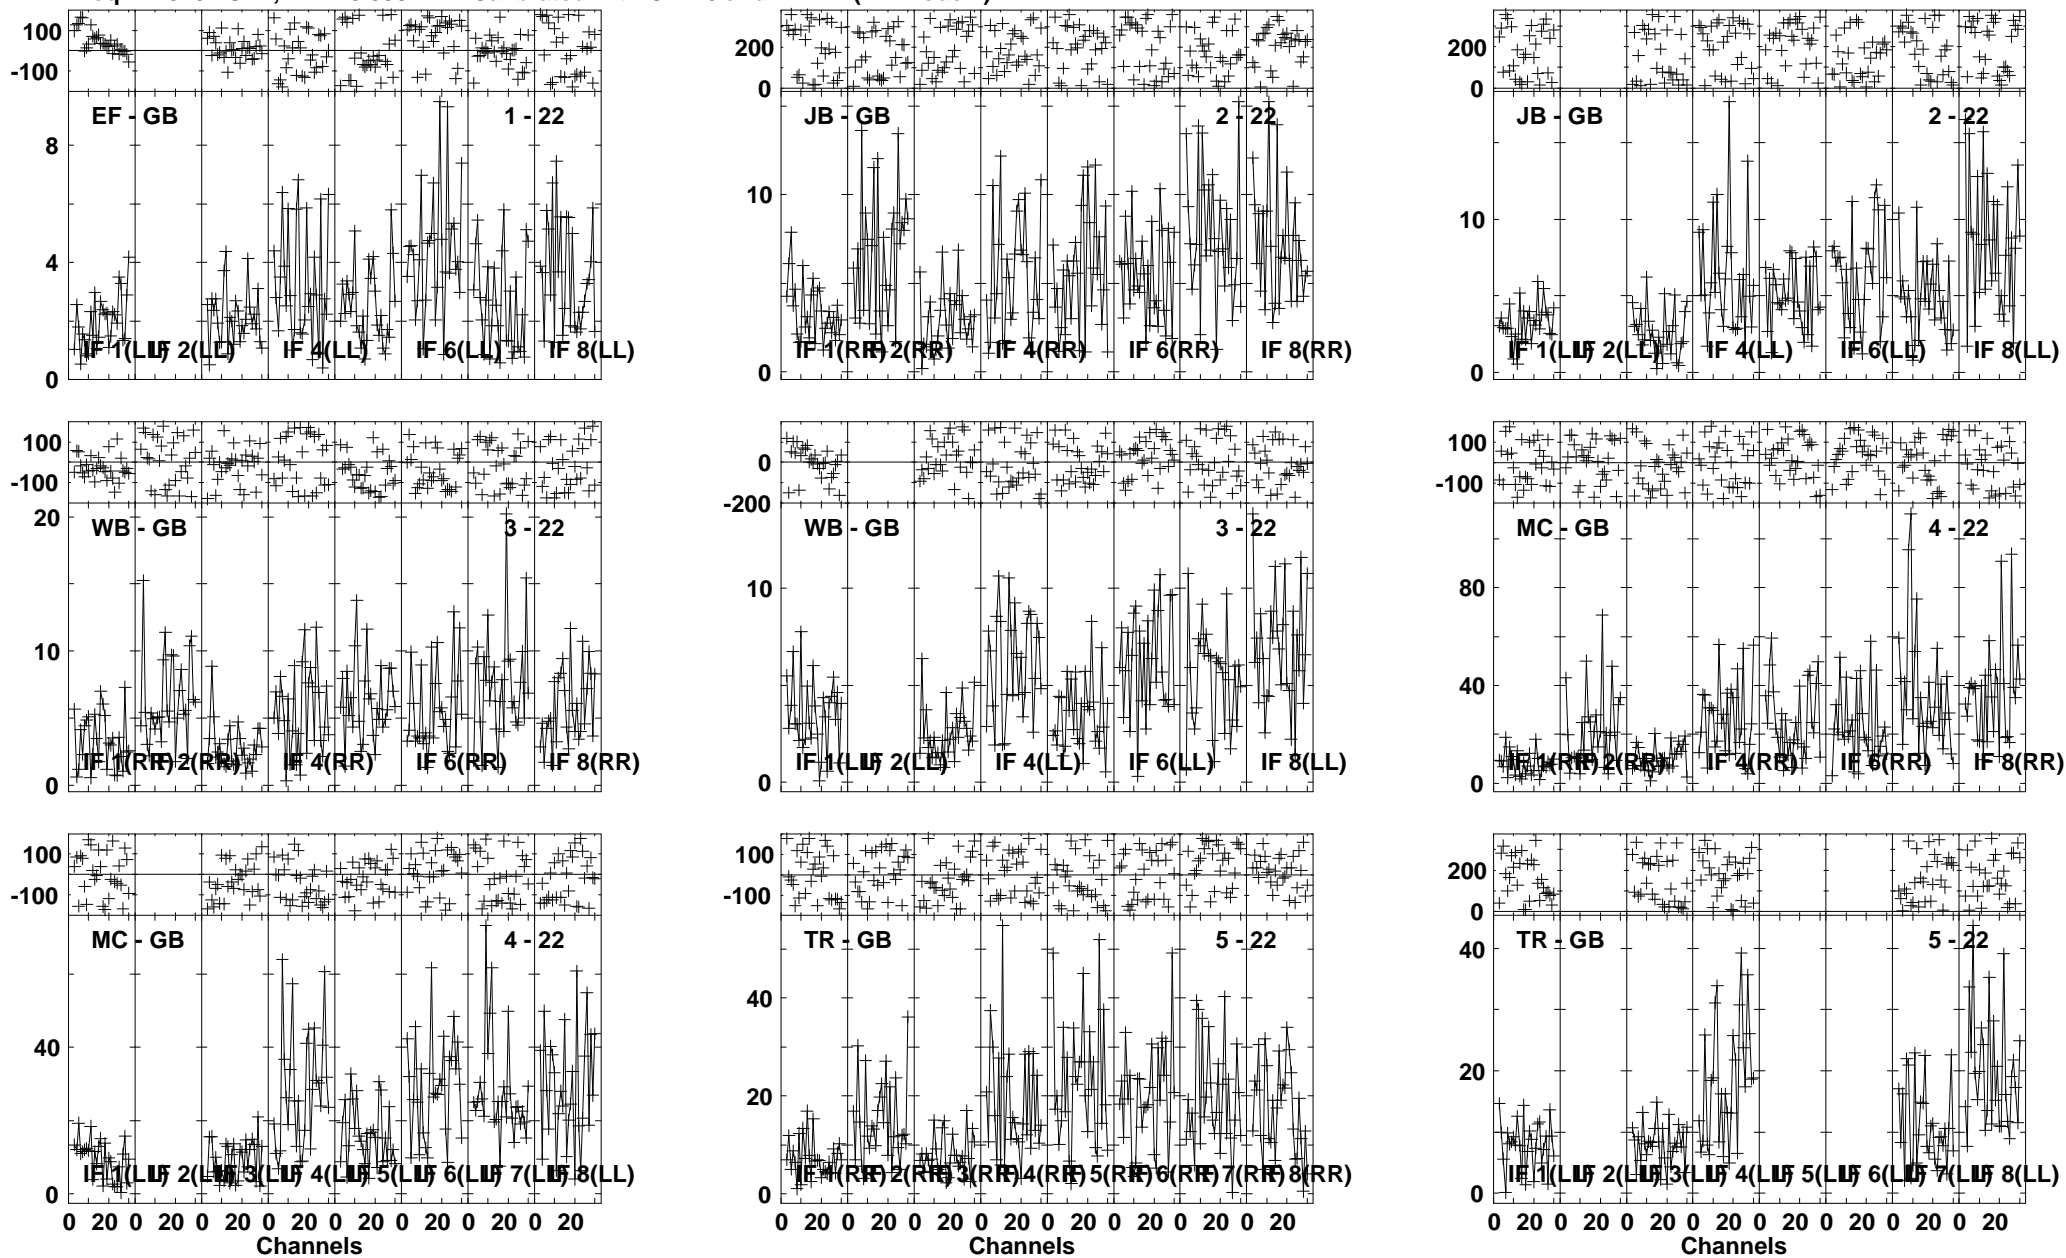 100
-100
EF - GB 1 - 22
8
4
0
IF 1(LL) IF 2(LL) IF 4(LL) IF 6(LL) IF 8(LL)
200
0
JB - GB 2 - 22
10
0
IF 1(RR) IF 2(RR) IF 4(RR) IF 6(RR) IF 8(RR)
200
0
JB - GB 2 - 22
10
0
IF 1(LL) IF 2(LL) IF 4(LL) IF 6(LL) IF 8(LL)
100
-100
20
WB - GB 3 - 22
10
0
IF 1(RR) IF 2(RR) IF 4(RR) IF 6(RR) IF 8(RR)
0
-200
WB - GB 3 - 22
10
0
IF 1(LL) IF 2(LL) IF 4(LL) IF 6(LL) IF 8(LL)
100
-100
MC - GB 4 - 22
80
40
0
IF 1(RR) IF 2(RR) IF 4(RR) IF 6(RR) IF 8(RR)
100
-100
MC - GB 4 - 22
40
0
IF 1(LL) IF 2(LL) IF 3(LL) IF 4(LL) IF 5(LL) IF 6(LL) IF 7(LL) IF 8(LL)
0 20 0 20 0 20 0 20 0 20 0 20 0 20 0 20
Channels
100
-100
TR - GB 5 - 22
40
20
0
IF 1(RR) IF 2(RR) IF 3(RR) IF 4(RR) IF 5(RR) IF 6(RR) IF 7(RR) IF 8(RR)
0 20 0 20 0 20 0 20 0 20 0 20 0 20 0 20
Channels
200
0
TR - GB 5 - 22
40
20
0
IF 1(LL) IF 2(LL) IF 3(LL) IF 4(LL) IF 5(LL) IF 6(LL) IF 7(LL) IF 8(LL)
0 20 0 20 0 20 0 20 0 20 0 20 0 20 0 20
Channels